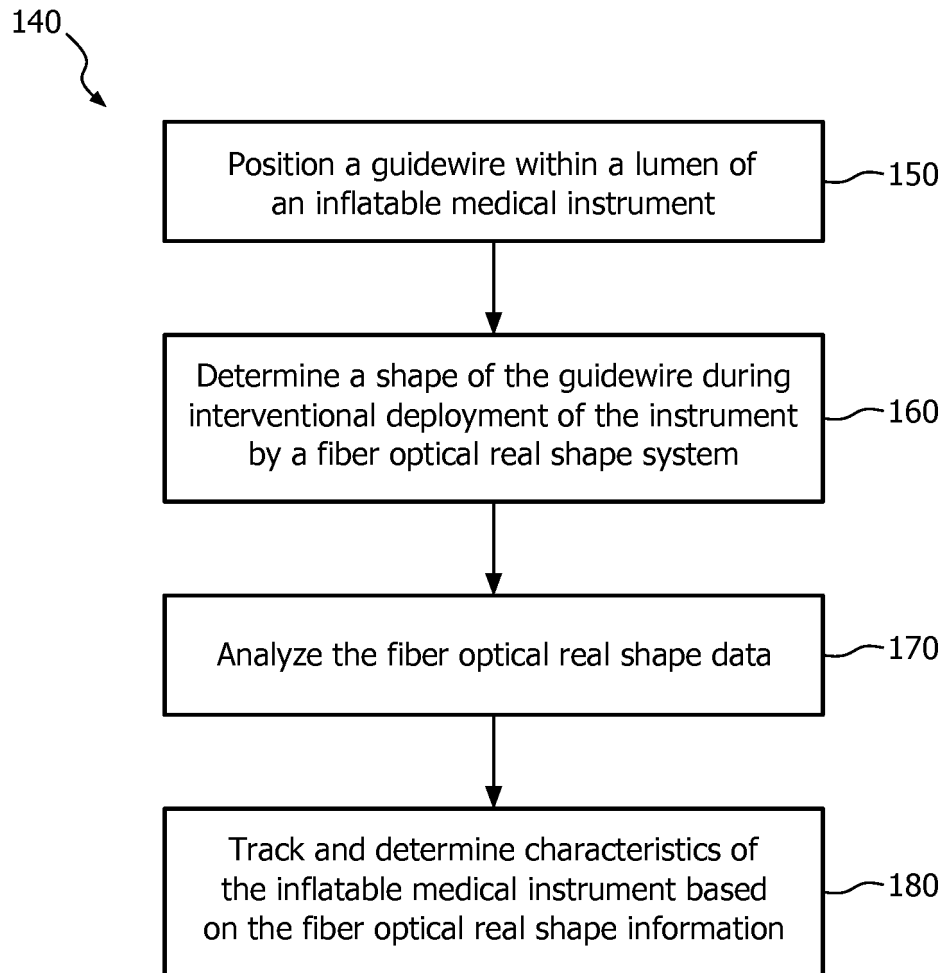 140
Position a guidewire within a lumen of
an inflatable medical instrument
150
Determine a shape of the guidewire during
interventional deployment of the instrument
by a fiber optical real shape system
160
Analyze the fiber optical real shape data
170
Track and determine characteristics of
the inflatable medical instrument based
on the fiber optical real shape information
180